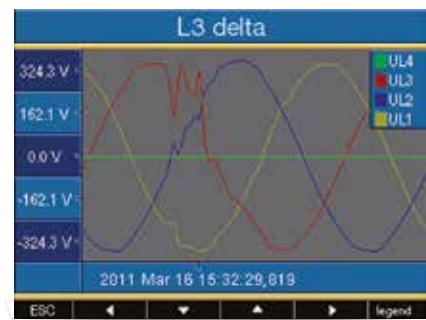 L3 delta
324.3 V
162.1 V
0.0 V
-162.1 V
-324.3 V
UL4
UL3
UL2
UL1
2011 Mar 16 15:32:29,819
ESC
legend